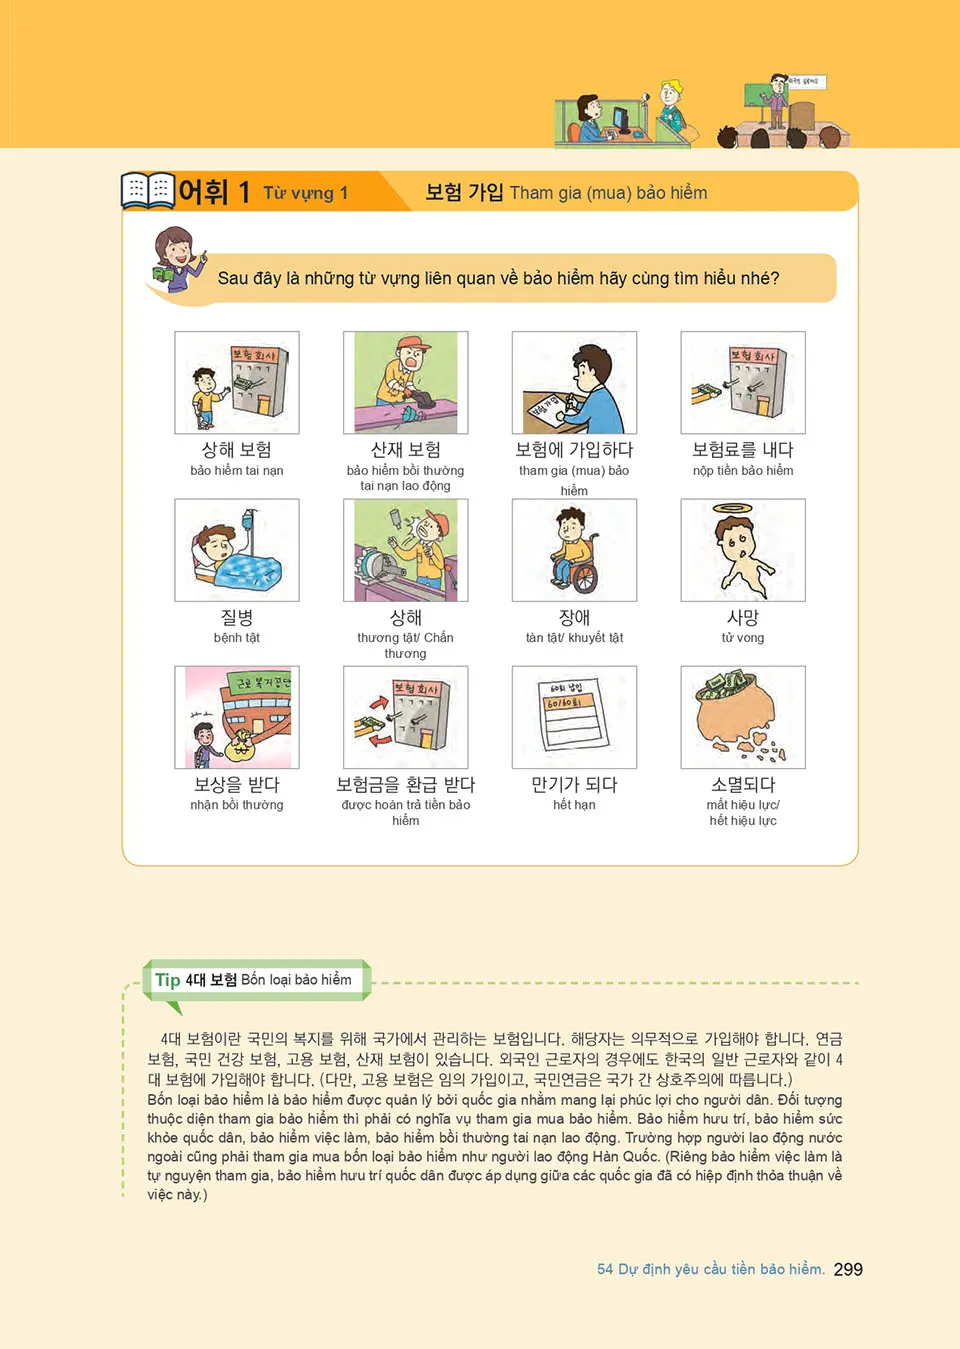 어휘 1 Từ vựng 1 보험 가입 Tham gia (mua) bảo hiểm
Sau đây là những từ vựng liên quan về bảo hiểm hãy cùng tìm hiểu nhé?
보험회사
보험가입
보험회사
상해 보험
bảo hiểm tai nạn
산재 보험
bảo hiểm bồi thường
tai nạn lao động
보험에 가입하다
tham gia (mua) bảo
hiểm
보험료를 내다
nộp tiền bảo hiểm
질병
bệnh tật
상해
thương tật/ Chấn
thương
장애
tàn tật/ khuyết tật
사망
tử vong
근로복지공단
보험회사
60회 납입
60/60회
보상을 받다
nhận bồi thường
보험금을 환급 받다
được hoàn trả tiền bảo
hiểm
만기가 되다
hết hạn
소멸되다
mất hiệu lực/
hết hiệu lực
Tip 4대 보험 Bốn loại bảo hiểm
4대 보험이란 국민의 복지를 위해 국가에서 관리하는 보험입니다. 해당자는 의무적으로 가입해야 합니다. 연금
보험, 국민 건강 보험, 고용 보험, 산재 보험이 있습니다. 외국인 근로자의 경우에도 한국의 일반 근로자와 같이 4
대 보험에 가입해야 합니다. (다만, 고용 보험은 임의 가입이고, 국민연금은 국가 간 상호주의에 따릅니다.)
Bốn loại bảo hiểm là bảo hiểm được quản lý bởi quốc gia nhằm mang lại phúc lợi cho người dân. Đối tượng
thuộc diện tham gia bảo hiểm thì phải có nghĩa vụ tham gia mua bảo hiểm. Bảo hiểm hưu trí, bảo hiểm sức
khỏe quốc dân, bảo hiểm việc làm, bảo hiểm bồi thường tai nạn lao động. Trường hợp người lao động nước
ngoài cũng phải tham gia mua bốn loại bảo hiểm như người lao động Hàn Quốc. (Riêng bảo hiểm việc làm là
tự nguyện tham gia, bảo hiểm hưu trí quốc dân được áp dụng giữa các quốc gia đã có hiệp định thỏa thuận về
việc này.)
54 Dự định yêu cầu tiền bảo hiểm. 299